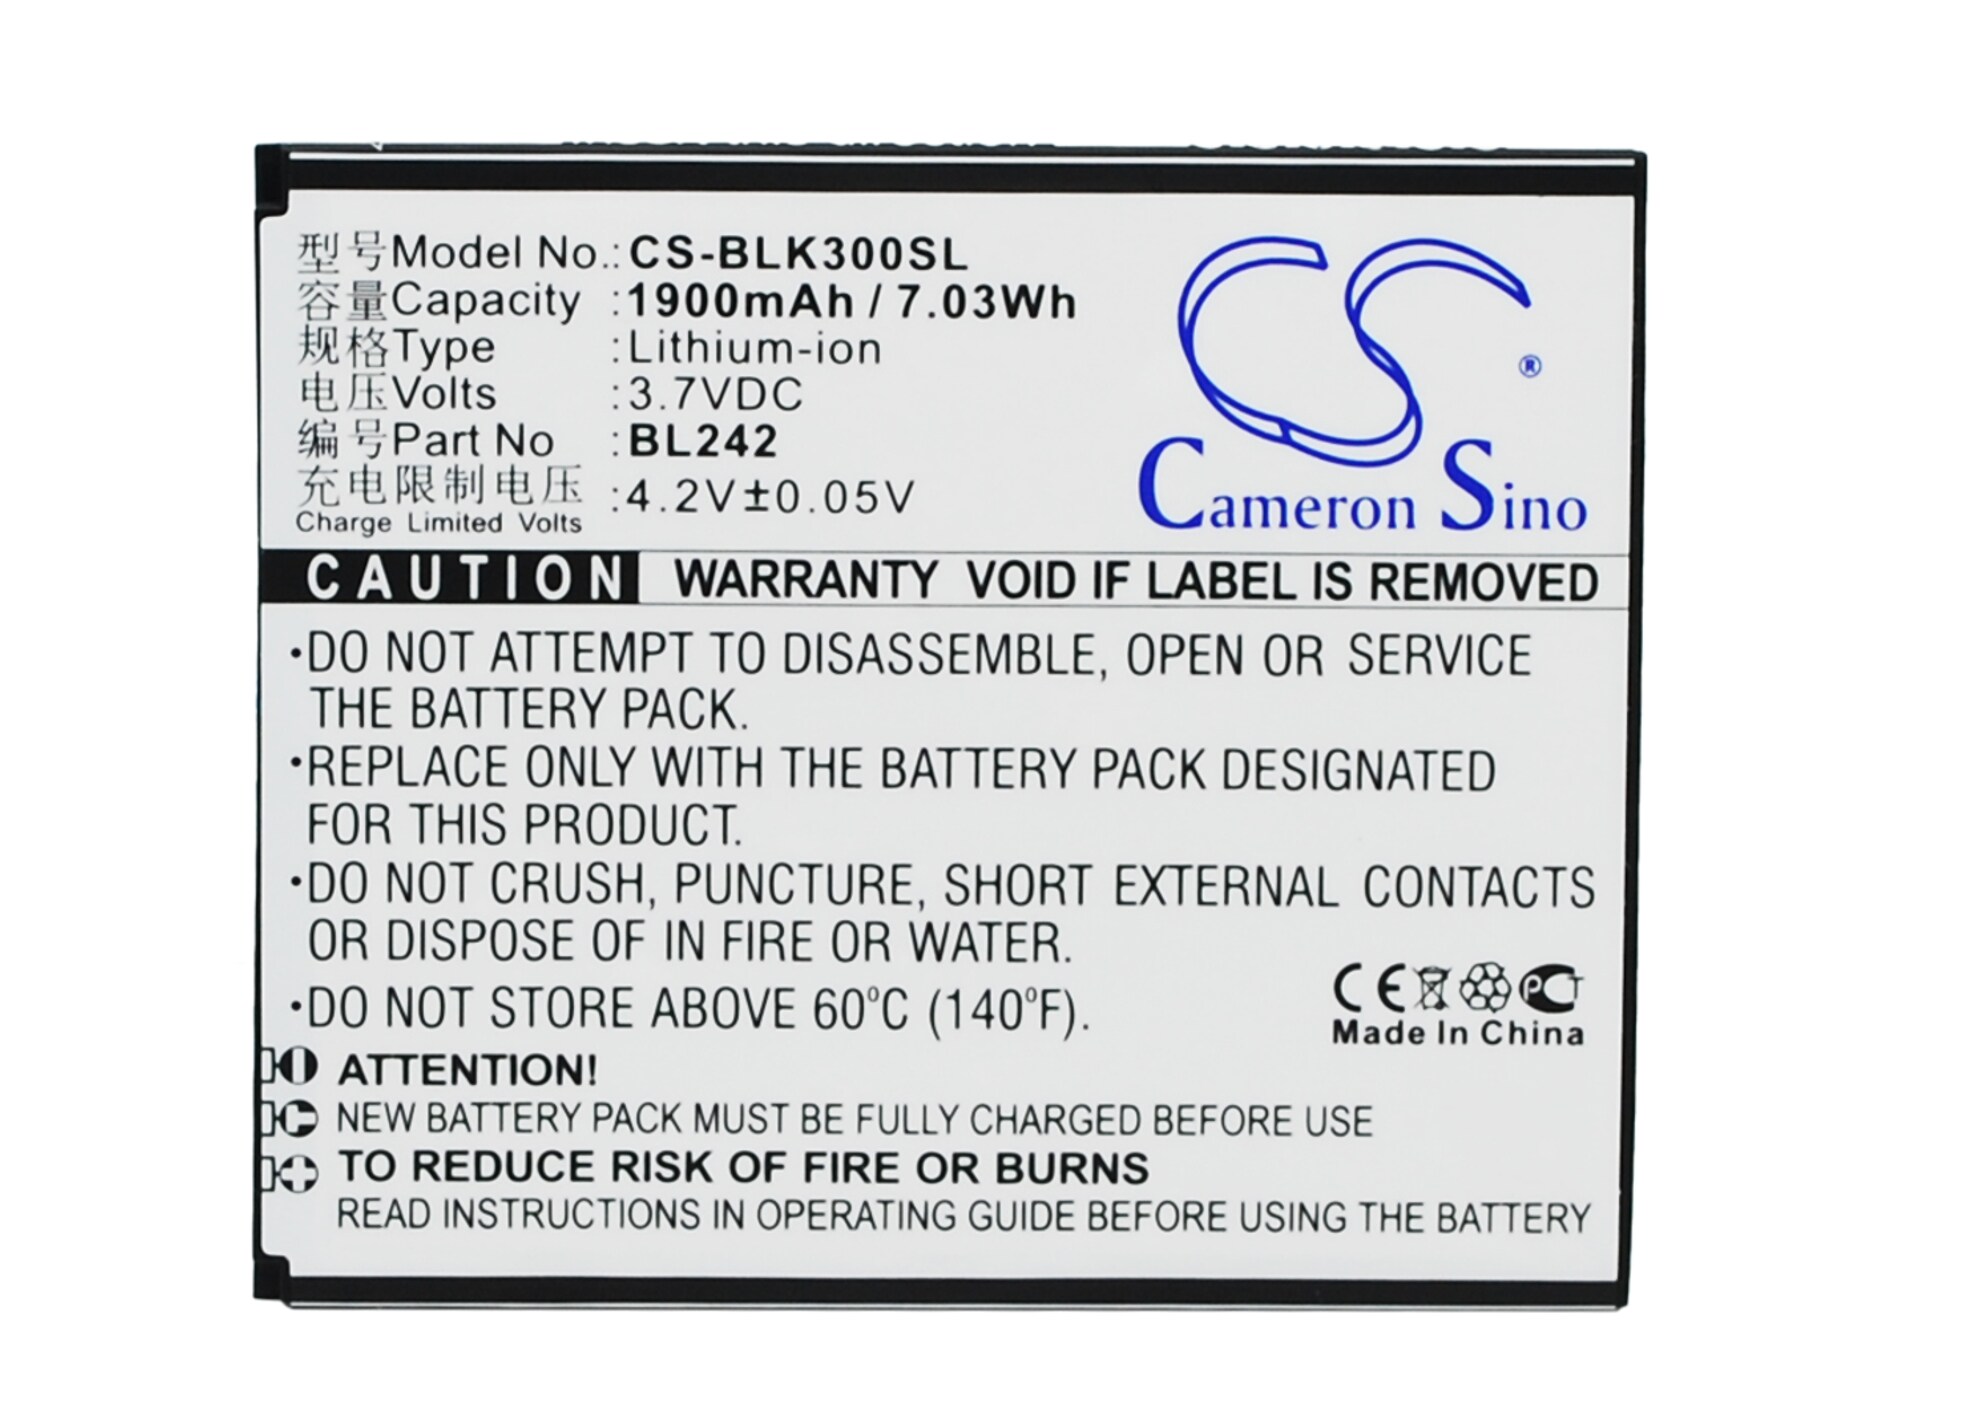 型号Model No.:CS-BLK300SL
容量Capacity :1900mAh / 7.03Wh
规格Type :Lithium-ion
电压Volts :3.7VDC
编号Part No :BL242
充电限制电压 :4.2V±0.05V
Charge Limited Volts
CS ®
Cameron Sino
CAUTION WARRANTY VOID IF LABEL IS REMOVED
•DO NOT ATTEMPT TO DISASSEMBLE, OPEN OR SERVICE
THE BATTERY PACK.
•REPLACE ONLY WITH THE BATTERY PACK DESIGNATED
FOR THIS PRODUCT.
•DO NOT CRUSH, PUNCTURE, SHORT EXTERNAL CONTACTS
OR DISPOSE OF IN FIRE OR WATER.
•DO NOT STORE ABOVE 60°C (140°F).
CE PCT
Made In China
ATTENTION!
C NEW BATTERY PACK MUST BE FULLY CHARGED BEFORE USE
+ TO REDUCE RISK OF FIRE OR BURNS
READ INSTRUCTIONS IN OPERATING GUIDE BEFORE USING THE BATTERY